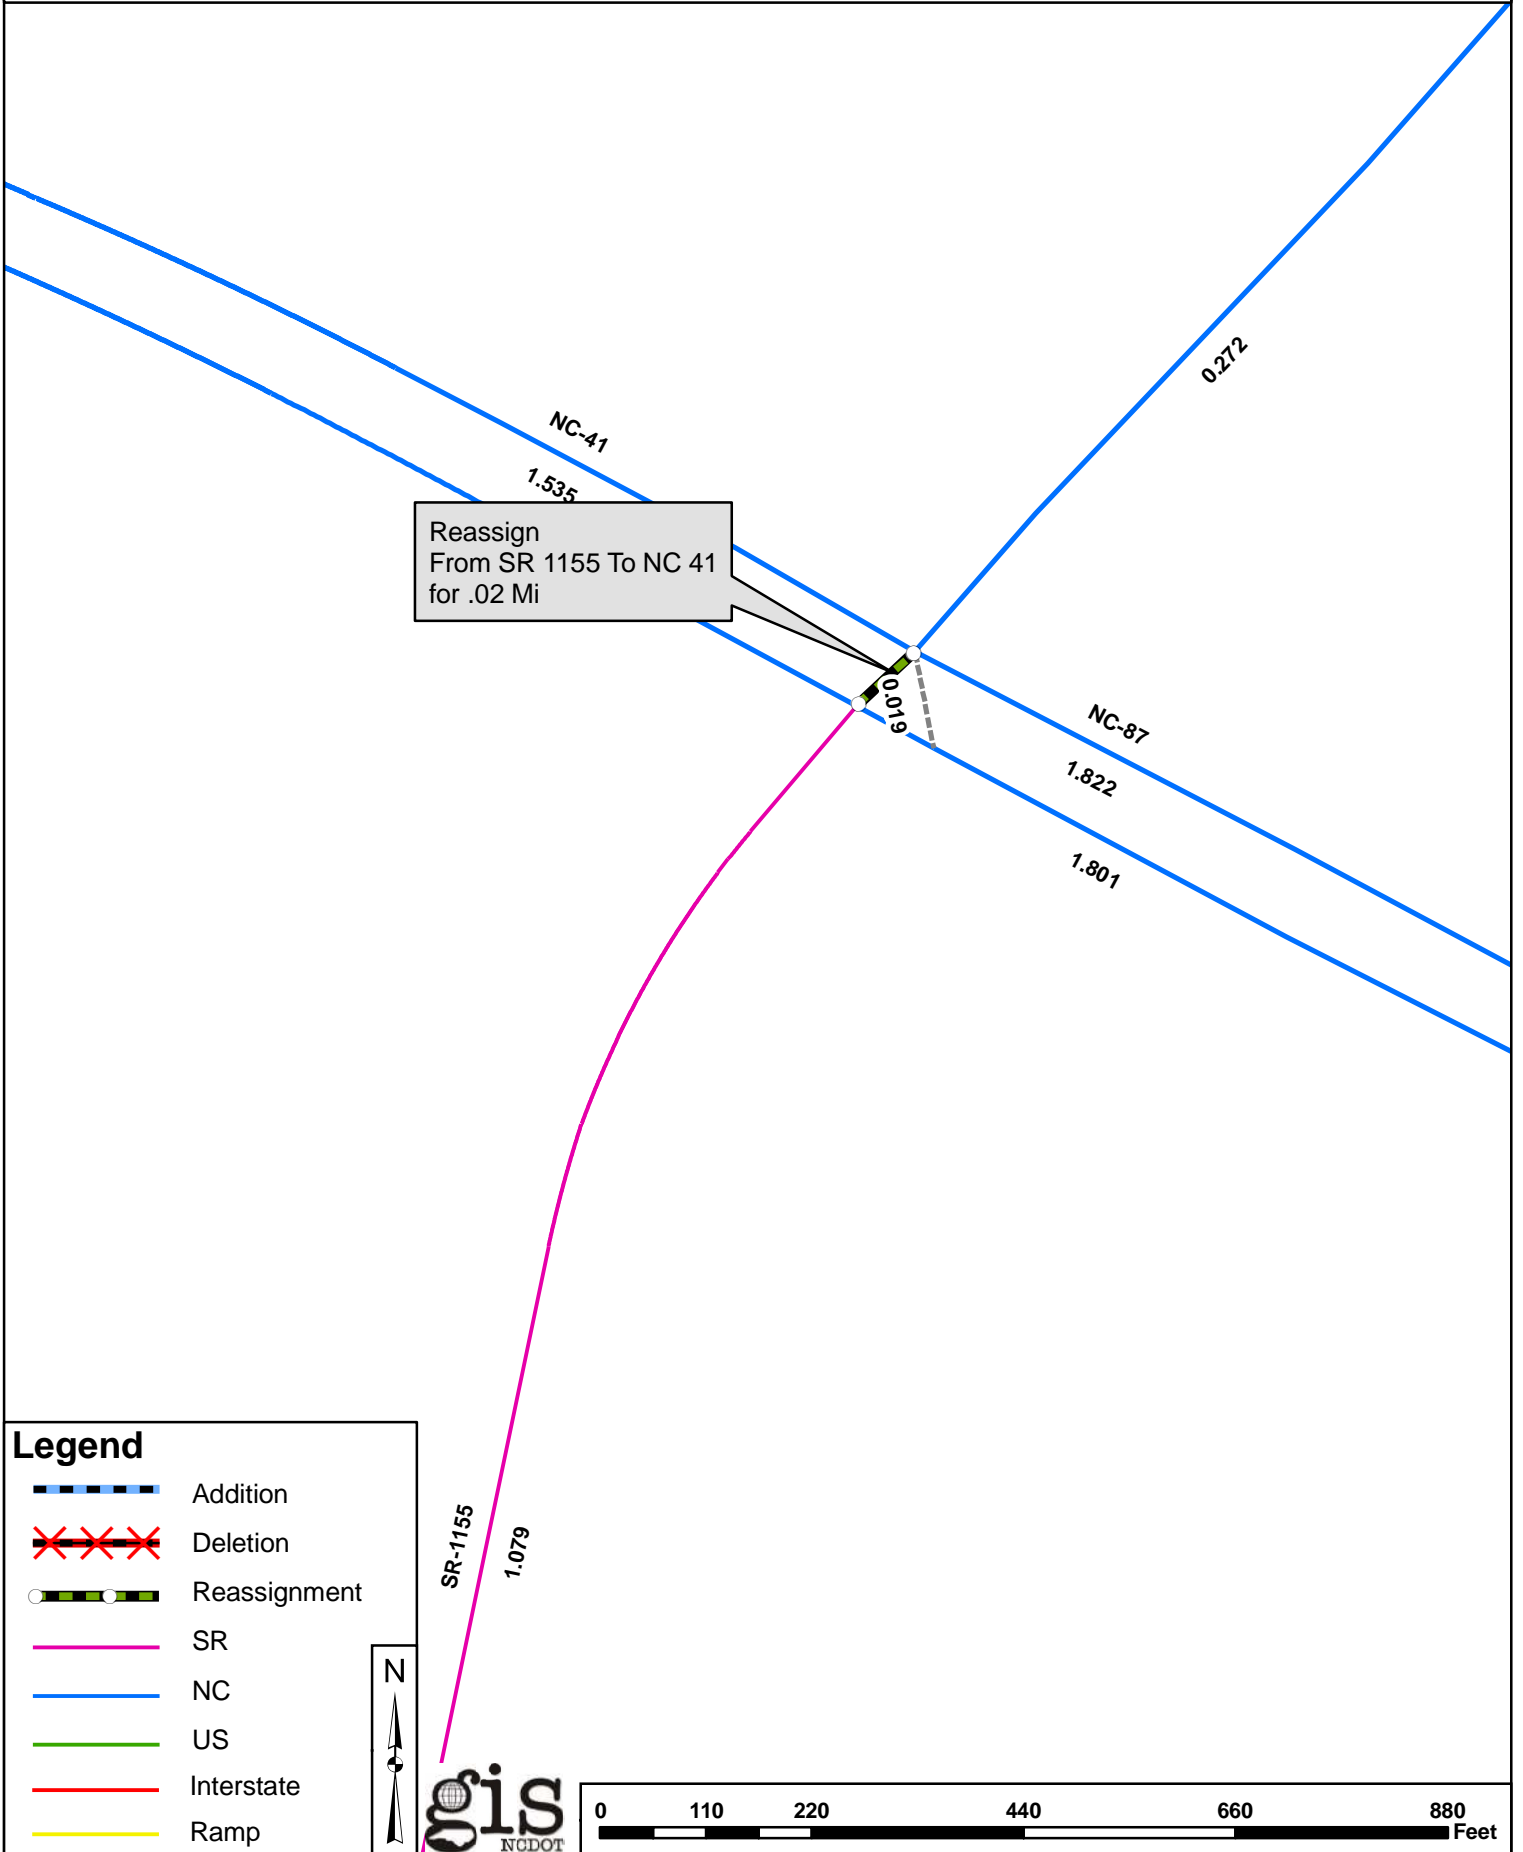 0.272
NC-41
1.535
Reassign
From SR 1155 To NC 41
for .02 Mi
0.019
NC-87
1.822
1.801
SR-1155
1.079
Legend
Addition
Deletion
Reassignment
SR
NC
US
Interstate
Ramp
N
gis
NCDOT
0 110 220 440 660 880
Feet